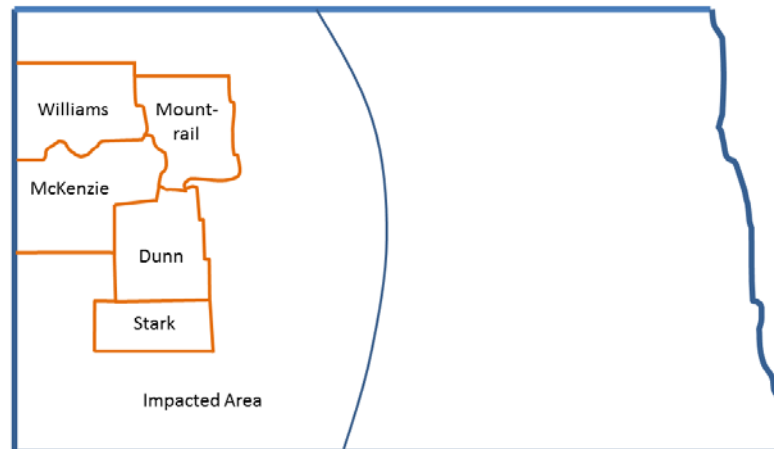 Williams
Mount-
rail
McKenzie
Dunn
Stark
Impacted Area